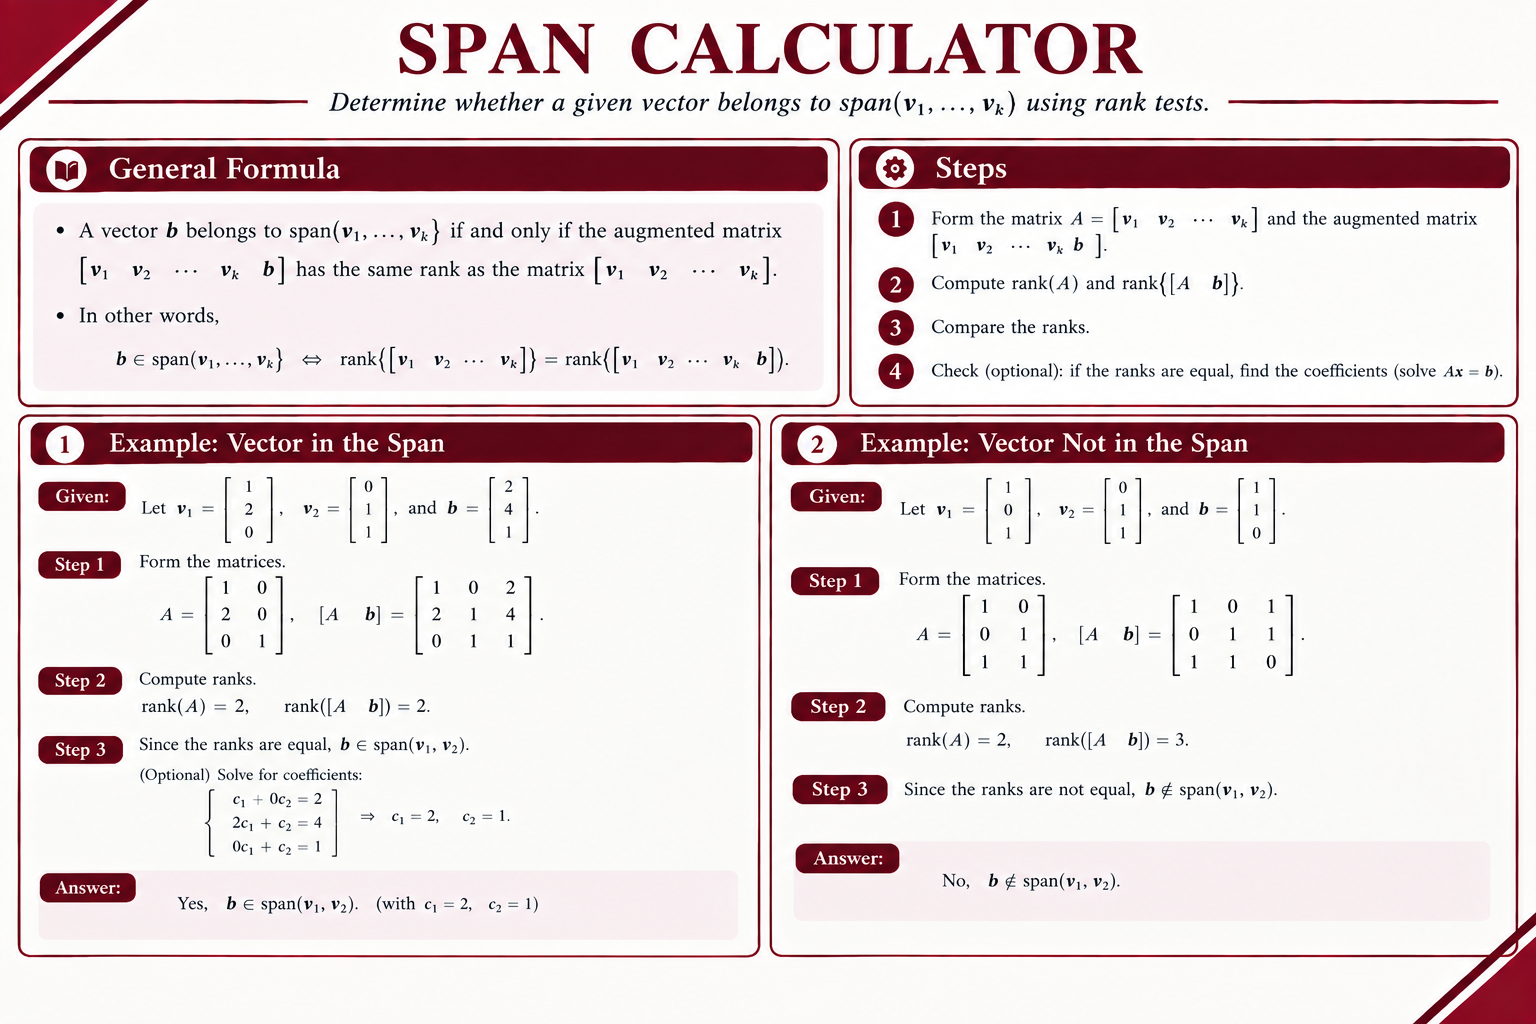 SPAN CALCULATOR
Determine whether a given vector belongs to span(v₁, …, vₖ) using rank tests.
General Formula
• A vector b belongs to span(v₁, …, vₖ} if and only if the augmented matrix
[v₁ v₂ ⋯ vₖ b] has the same rank as the matrix [v₁ v₂ ⋯ vₖ].
• In other words,
b ∈ span(v₁, …, vₖ} ⇔ rank{[v₁ v₂ ⋯ vₖ]} = rank([v₁ v₂ ⋯ vₖ b]).
Steps
1 Form the matrix A = [v₁ v₂ ⋯ vₖ] and the augmented matrix
[v₁ v₂ ⋯ vₖ b ].
2 Compute rank(A) and rank{[A b]}.
3 Compare the ranks.
4 Check (optional): if the ranks are equal, find the coefficients (solve Ax = b).
1 Example: Vector in the Span
Given: Let v₁ = [1 2 0], v₂ = [0 1 1], and b = [2 4 1].
Step 1 Form the matrices.
A = [1 0; 2 0; 0 1], [A b] = [1 0 2; 2 1 4; 0 1 1].
Step 2 Compute ranks.
rank(A) = 2, rank([A b]) = 2.
Step 3 Since the ranks are equal, b ∈ span(v₁, v₂).
(Optional) Solve for coefficients:
c₁ + 0c₂ = 2
2c₁ + c₂ = 4 ⇒ c₁ = 2, c₂ = 1.
0c₁ + c₂ = 1
Answer: Yes, b ∈ span(v₁, v₂). (with c₁ = 2, c₂ = 1)
2 Example: Vector Not in the Span
Given: Let v₁ = [1 0 1], v₂ = [0 1 1], and b = [1 1 0].
Step 1 Form the matrices.
A = [1 0; 0 1; 1 1], [A b] = [1 0 1; 0 1 1; 1 1 0].
Step 2 Compute ranks.
rank(A) = 2, rank([A b]) = 3.
Step 3 Since the ranks are not equal, b ∉ span(v₁, v₂).
Answer: No, b ∉ span(v₁, v₂).